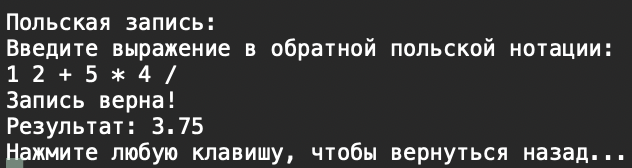 Польская запись:
Введите выражение в обратной польской нотации:
1 2 + 5 * 4 /
Запись верна!
Результат: 3.75
Нажмите любую клавишу, чтобы вернуться назад...